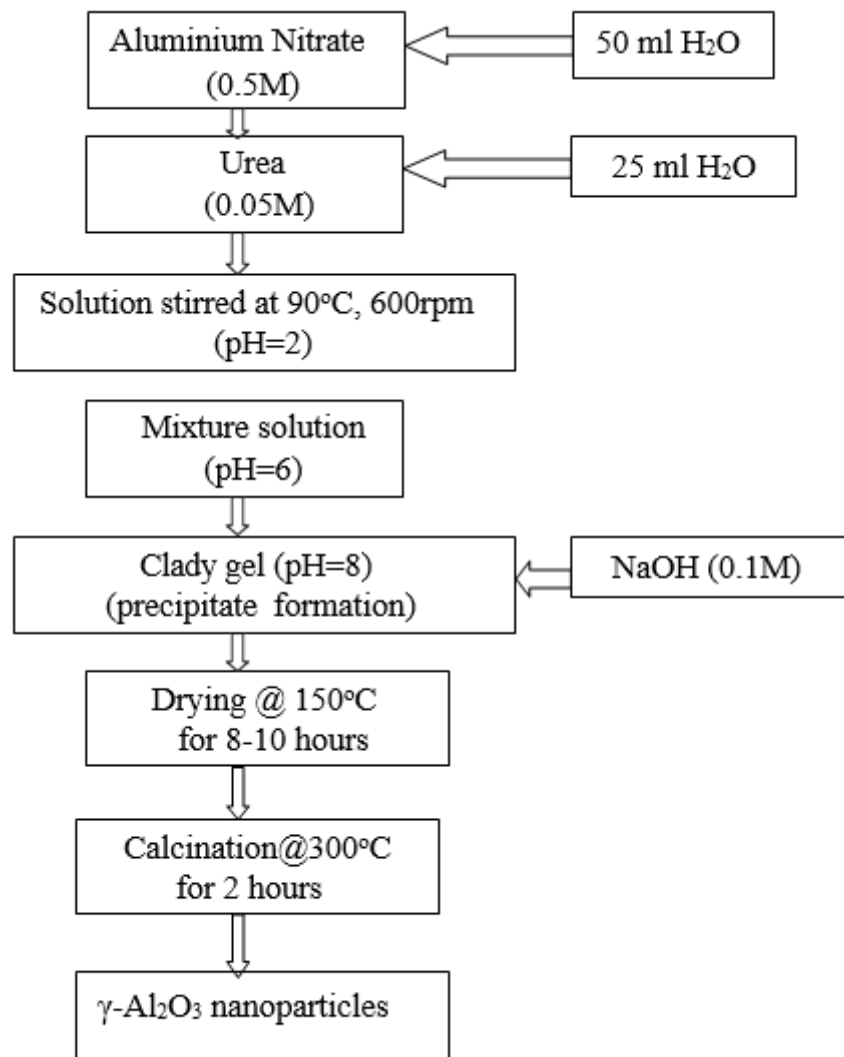 Aluminium Nitrate
(0.5M)
50 ml H₂O
Urea
(0.05M)
25 ml H₂O
Solution stirred at 90°C, 600rpm
(pH=2)
Mixture solution
(pH=6)
Clady gel (pH=8)
(precipitate formation)
NaOH (0.1M)
Drying @ 150°C
for 8-10 hours
Calcination@300°C
for 2 hours
γ-Al₂O₃ nanoparticles